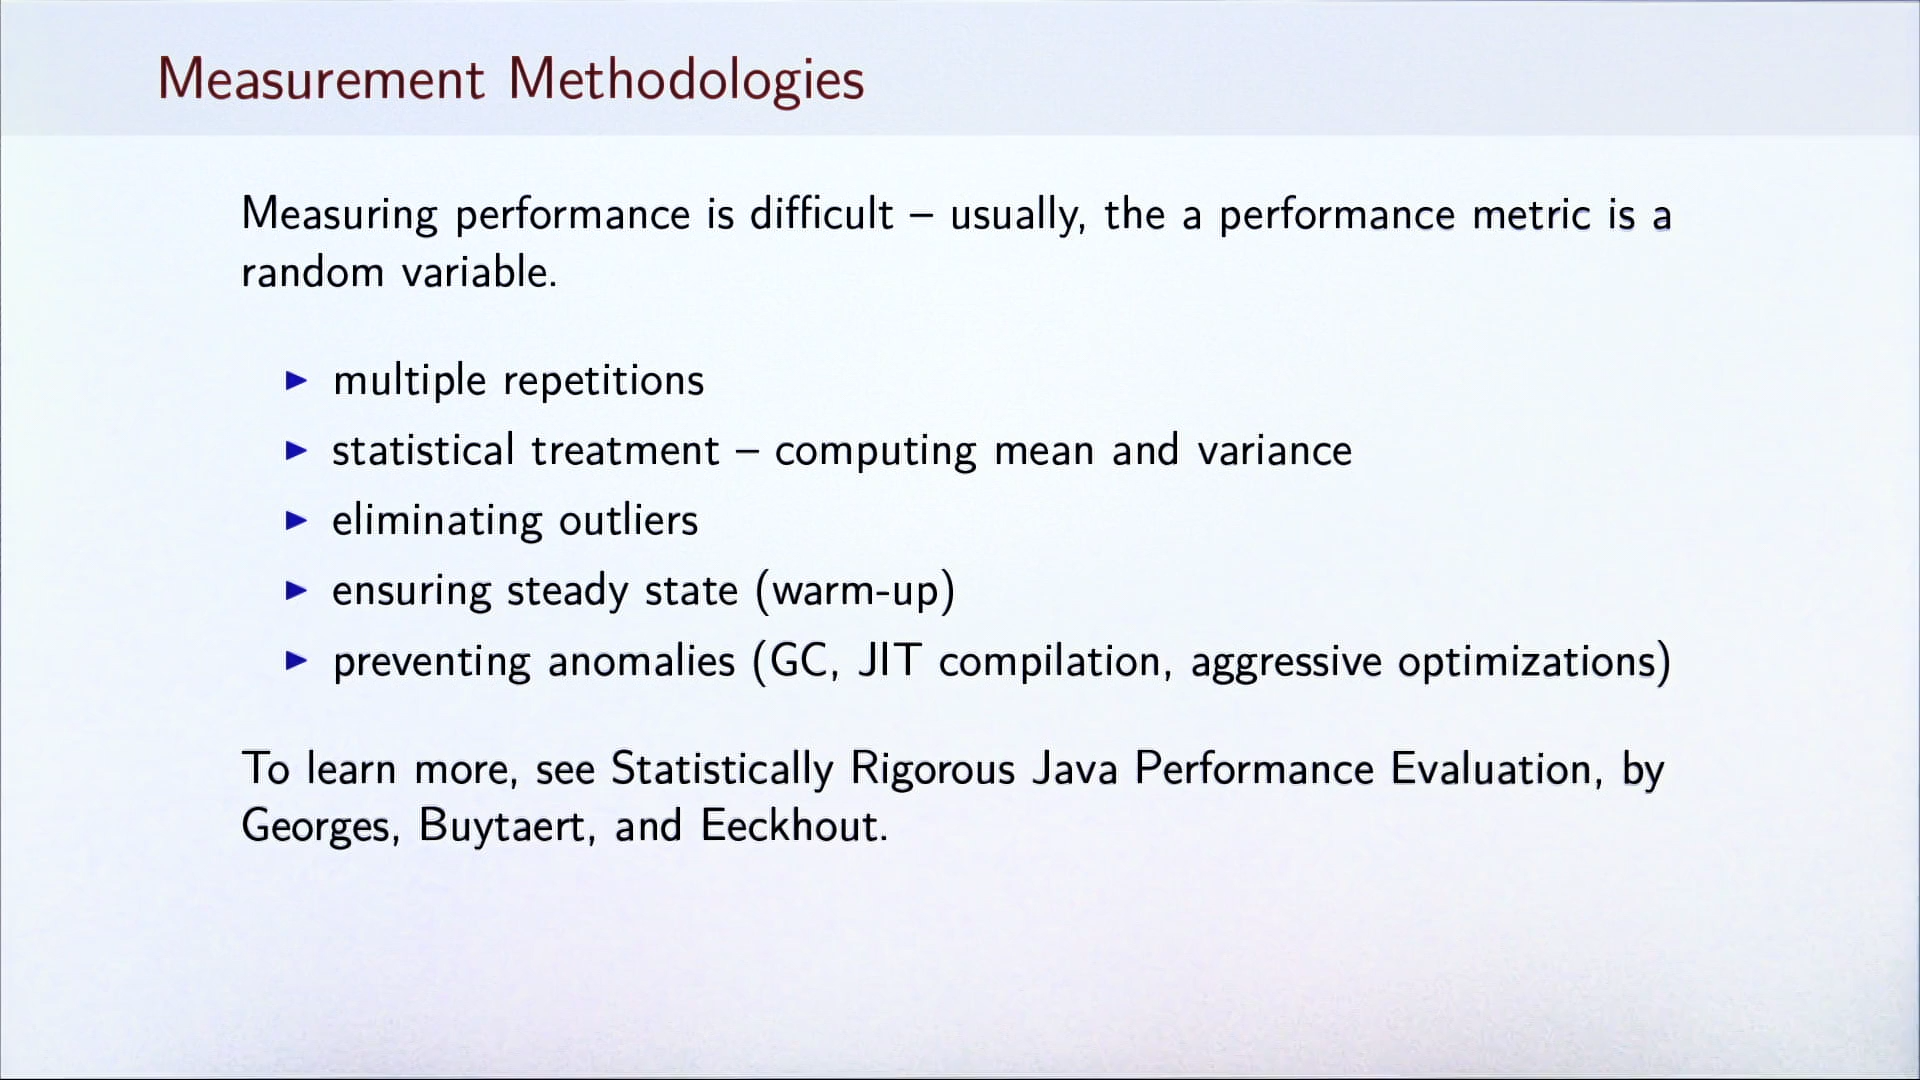 Measurement Methodologies
Measuring performance is difficult – usually, the a performance metric is a
random variable.
▶ multiple repetitions
▶ statistical treatment – computing mean and variance
▶ eliminating outliers
▶ ensuring steady state (warm-up)
▶ preventing anomalies (GC, JIT compilation, aggressive optimizations)
To learn more, see Statistically Rigorous Java Performance Evaluation, by
Georges, Buytaert, and Eeckhout.